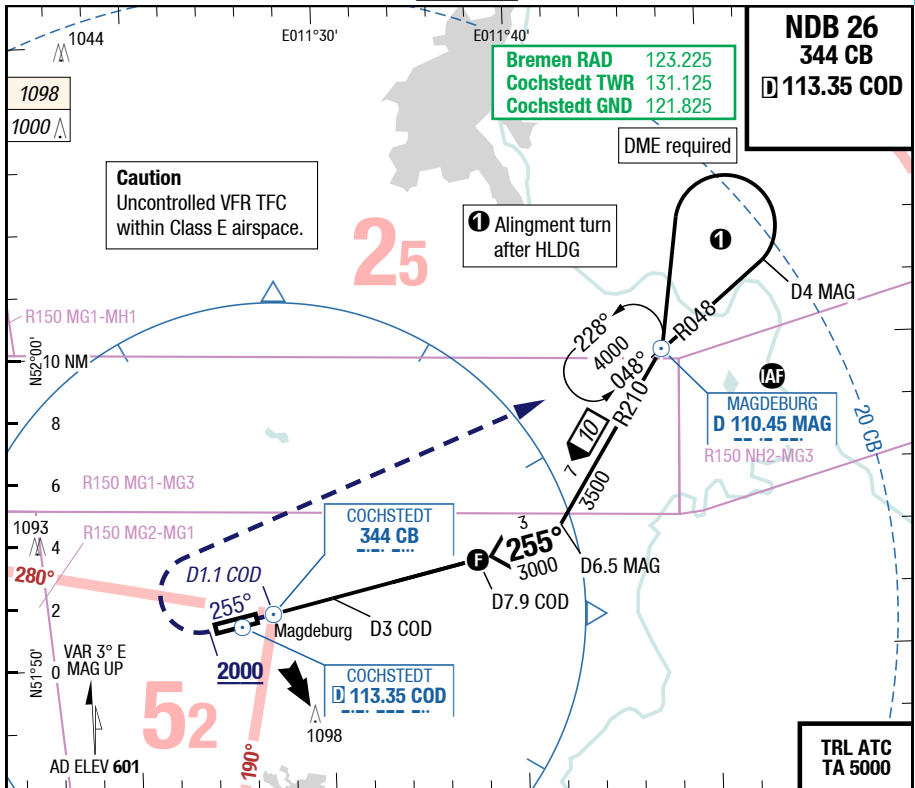 1044
E011°30'
E011°40'
NDB 26
344 CB
D 113.35 COD
Bremen RAD 123.225
Cochstedt TWR 131.125
Cochstedt GND 121.825
1098
1000
DME required
Caution
Uncontrolled VFR TFC
within Class E airspace.
1 Alingment turn
after HLDG
25
1
D4 MAG
R150 MG1-MH1
R048
228°
4000
048°
N52°00'
10 NM
IAF
MAGDEBURG
D 110.45 MAG
R210
10
7
3500
20 CB
8
R150 NH2-MG3
6
R150 MG1-MG3
COCHSTEDT
344 CB
1093
R150 MG2-MG1
4
3
255°
3000
D6.5 MAG
F
D7.9 COD
280°
D1.1 COD
255°
2
Magdeburg
D3 COD
VAR 3° E
MAG UP
N51°50'
0
2000
COCHSTEDT
D 113.35 COD
52
1098
190°
AD ELEV 601
TRL ATC
TA 5000